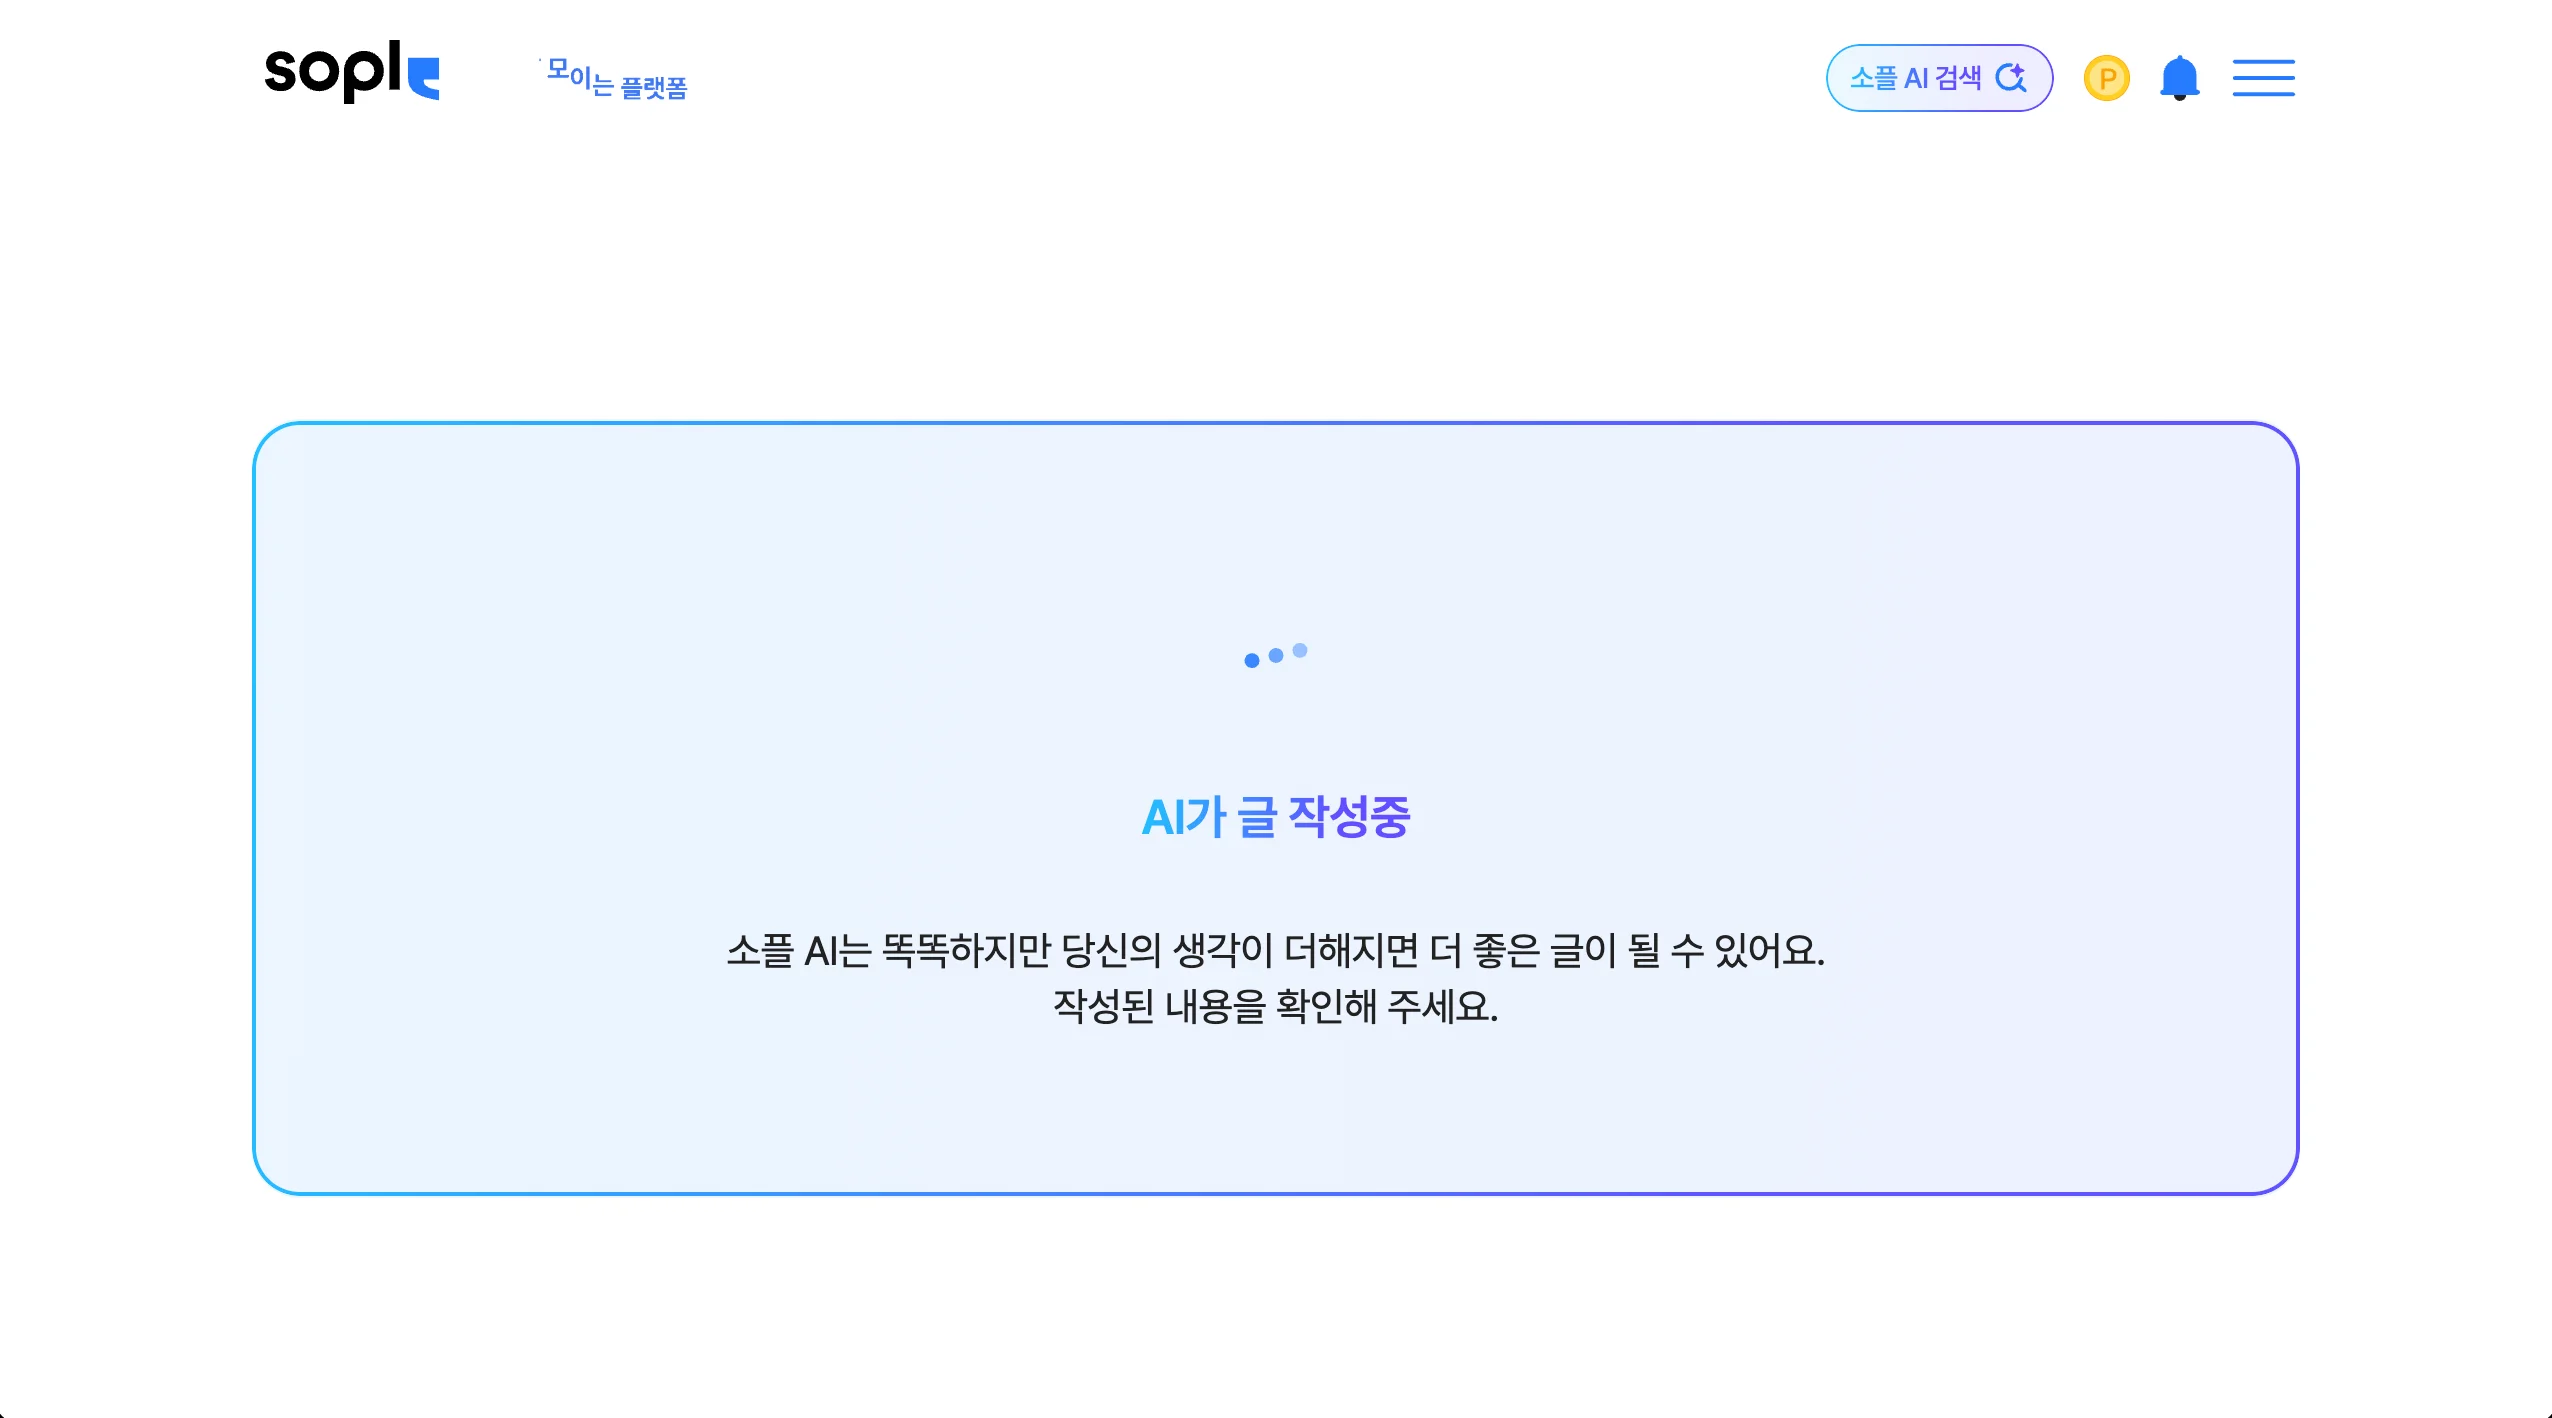 sople
모이는 플랫폼
소플 AI 검색
P
AI가 글 작성중
소플 AI는 똑똑하지만 당신의 생각이 더해지면 더 좋은 글이 될 수 있어요.
작성된 내용을 확인해 주세요.